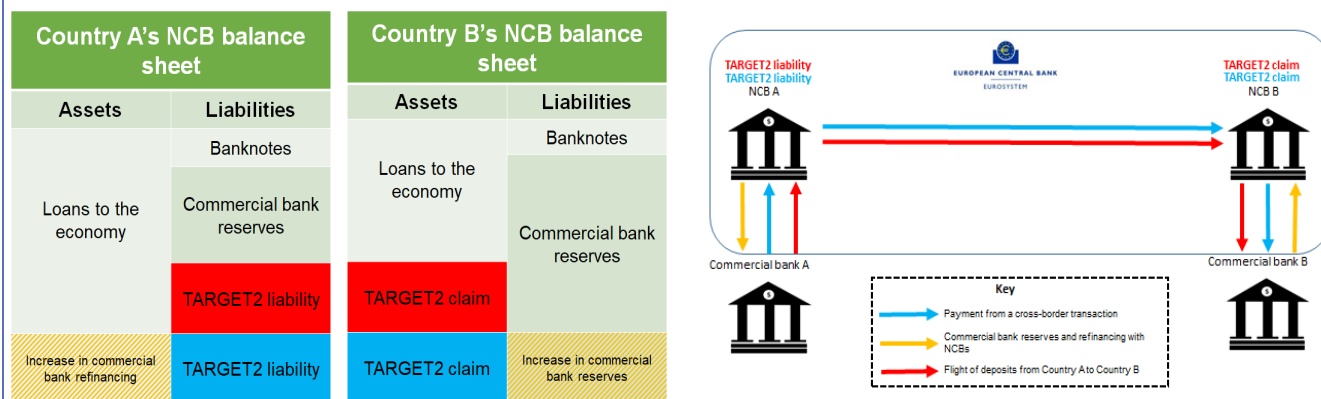 Country A's NCB balance
sheet
Assets
Liabilities
Loans to the
economy
Banknotes
Commercial bank
reserves
TARGET2 liability
Increase in commercial
bank refinancing
TARGET2 liability
Country B's NCB balance
sheet
Assets
Liabilities
Loans to the
economy
Banknotes
Commercial bank
reserves
TARGET2 claim
TARGET2 claim
Increase in commercial
bank reserves
TARGET2 liability
TARGET2 liability
NCB A
EUROPEAN CENTRAL BANK
EUROSYSTEM
TARGET2 claim
TARGET2 claim
NCB B
Commercial bank A
Commercial bank B
Key
Payment from a cross-border transaction
Commercial bank reserves and refinancing with
NCBs
Flight of deposits from Country A to Country B